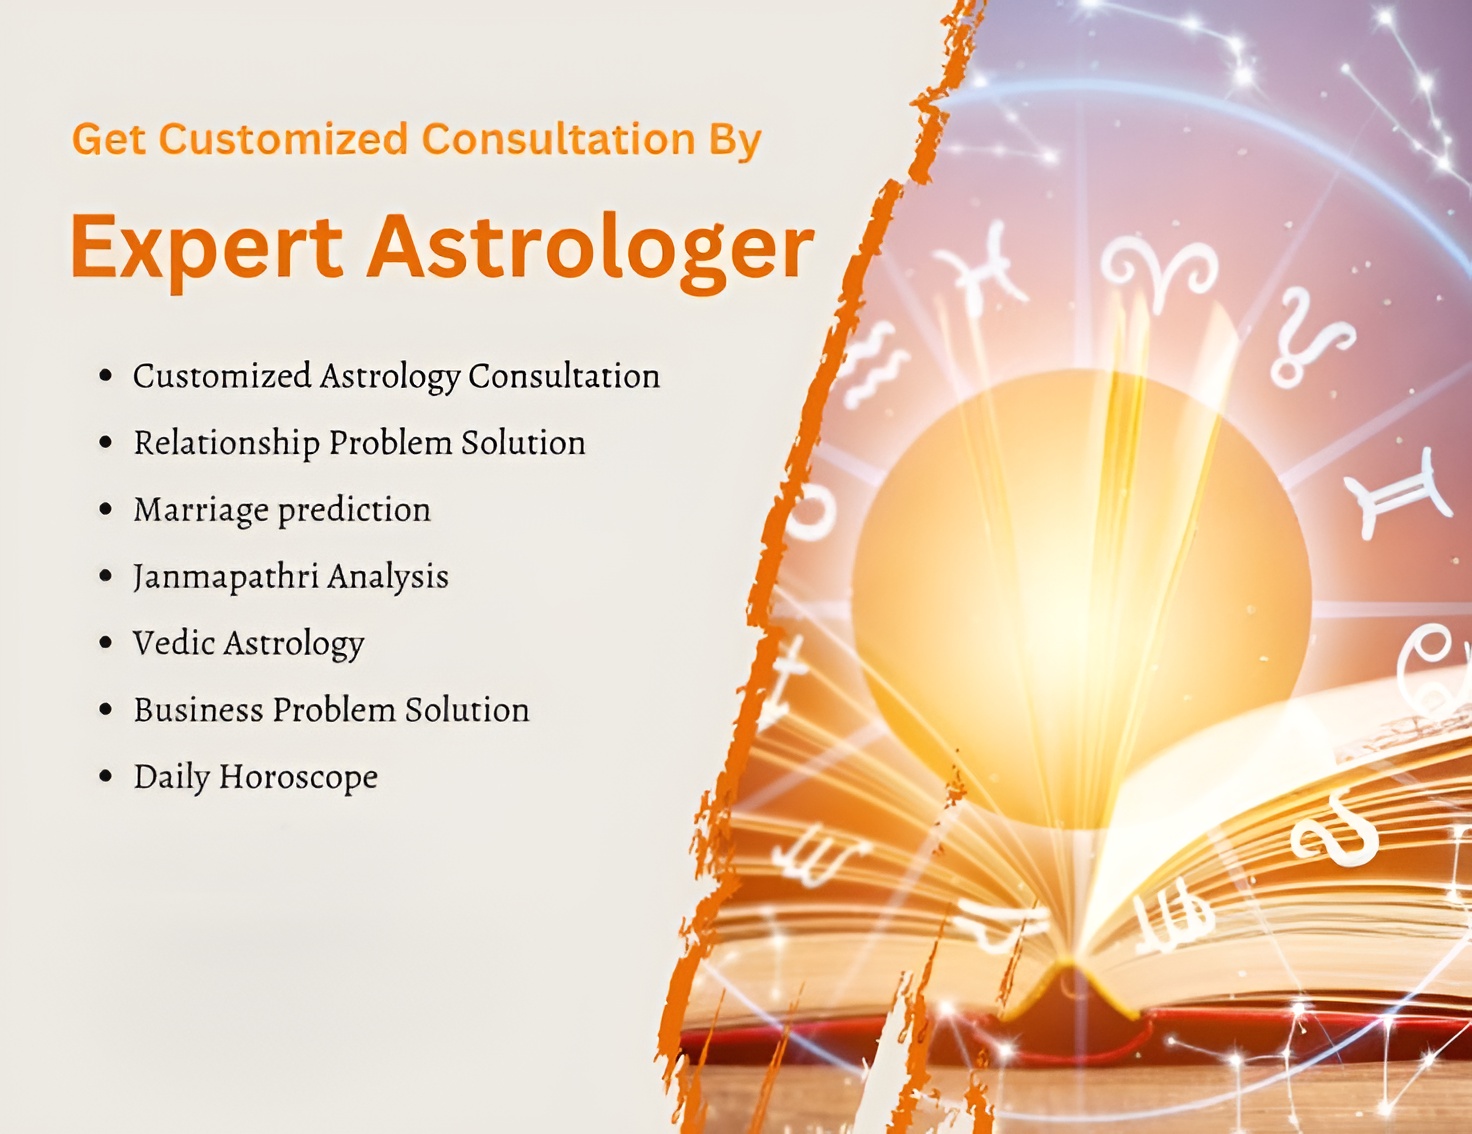 Get Customized Consultation By
Expert Astrologer
Customized Astrology Consultation
Relationship Problem Solution
Marriage prediction
Janmapathri Analysis
Vedic Astrology
Business Problem Solution
Daily Horoscope